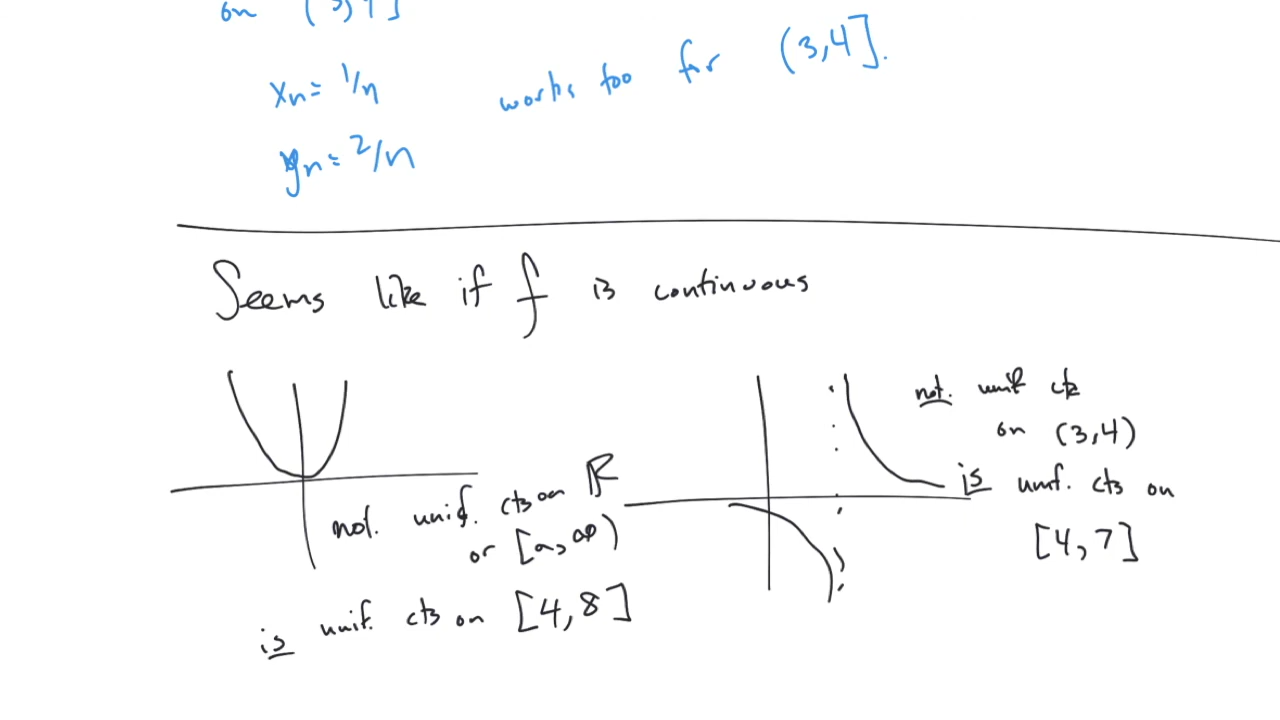 on (3,4]
xn = 1/n
works too for (3,4].
yn = 2/n
Seems like if f is continuous
not unif. cts on ℝ
or [a,∞)
is unif. cts on [4,8]
not. unif cts
on (3,4)
is unif. cts on
[4,7]